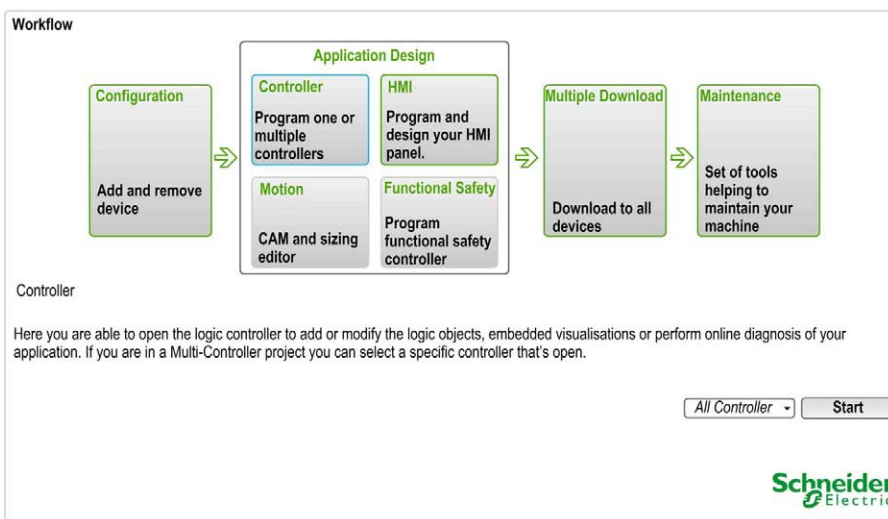 Workflow
Application Design
Configuration
Add and remove
device
Controller
Program one or
multiple
controllers
HMI
Program and
design your HMI
panel.
Motion
CAM and sizing
editor
Functional Safety
Program
functional safety
controller
Multiple Download
Download to all
devices
Maintenance
Set of tools
helping to
maintain your
machine
Controller
Here you are able to open the logic controller to add or modify the logic objects, embedded visualisations or perform online diagnosis of your
application. If you are in a Multi-Controller project you can select a specific controller that's open.
All Controller
Start
Schneider
Electric